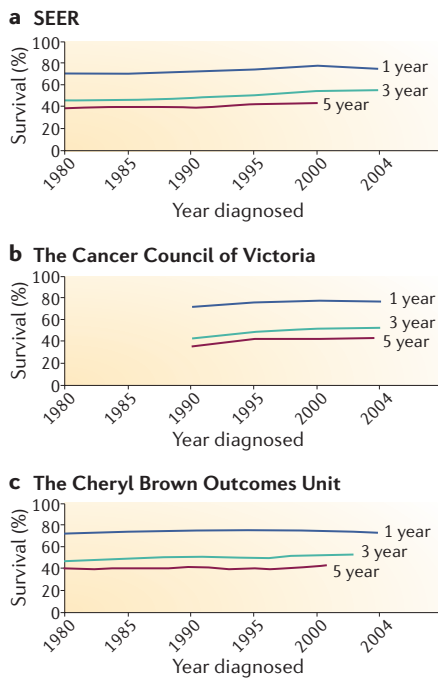 a SEER
Survival (%)
100
80
60
40
20
0
1 year
3 year
5 year
1980 1985 1990 1995 2000 2004
Year diagnosed
b The Cancer Council of Victoria
Survival (%)
100
80
60
40
20
0
1 year
3 year
5 year
1980 1985 1990 1995 2000 2004
Year diagnosed
c The Cheryl Brown Outcomes Unit
Survival (%)
100
80
60
40
20
0
1 year
3 year
5 year
1980 1985 1990 1995 2000 2004
Year diagnosed